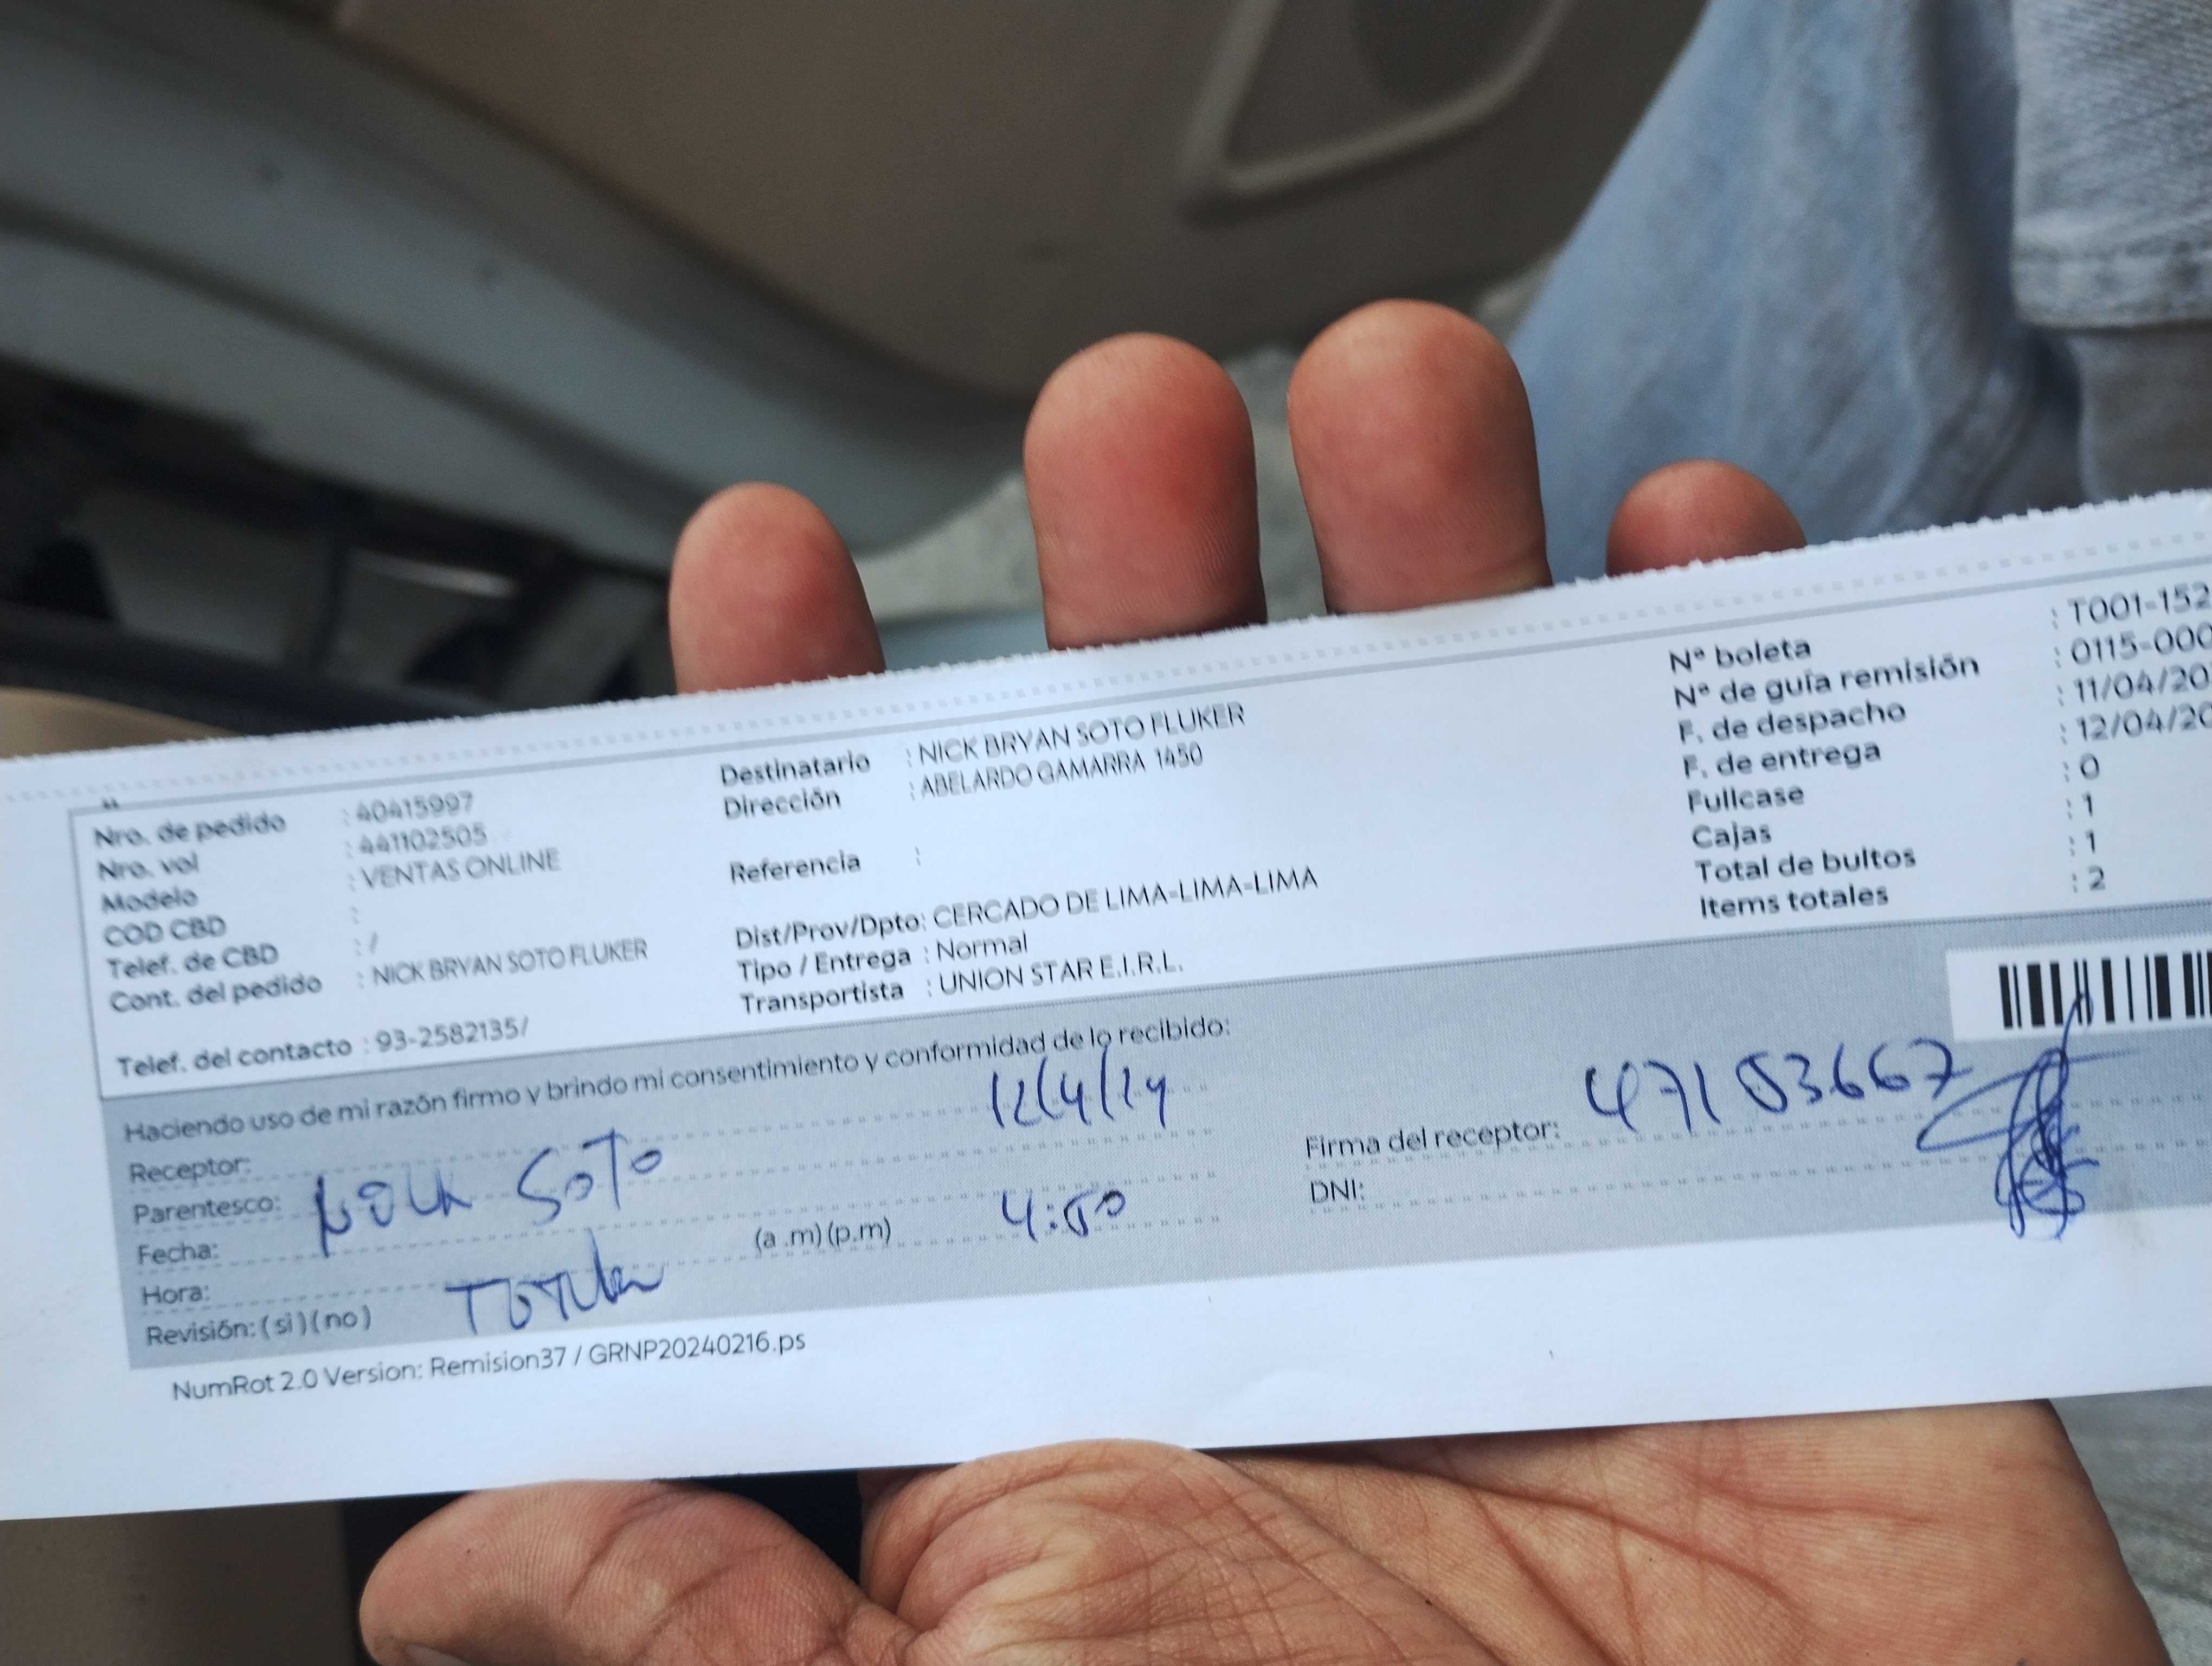 Nro. de pedido : 40415997
Nro. vol : 441102505
Modelo : VENTAS ONLINE
COD CBD :
Telef. de CBD : /
Cont. del pedido : NICK BRYAN SOTO FLUKER
Telef. del contacto : 93-2582135/
Destinatario : NICK BRYAN SOTO FLUKER
Dirección : ABELARDO GAMARRA 1450
Referencia :
Dist/Prov/Dpto: CERCADO DE LIMA-LIMA-LIMA
Tipo / Entrega : Normal
Transportista : UNION STAR E.I.R.L.
Nº boleta : T001-152
Nº de guía remisión : 0115-000
F. de despacho : 11/04/20
F. de entrega : 12/04/20
Fullcase : 0
Cajas : 1
Total de bultos : 1
Items totales : 2
Haciendo uso de mi razón firmo y brindo mi consentimiento y conformidad de lo recibido:
Receptor: 12/4/24
Parentesco: SOTO
Fecha:
Hora: (a .m) (p.m) 4:50
Revisión: ( si ) ( no )
Firma del receptor: 47183667
DNI:
NumRot 2.0 Version: Remision37 / GRNP20240216.ps